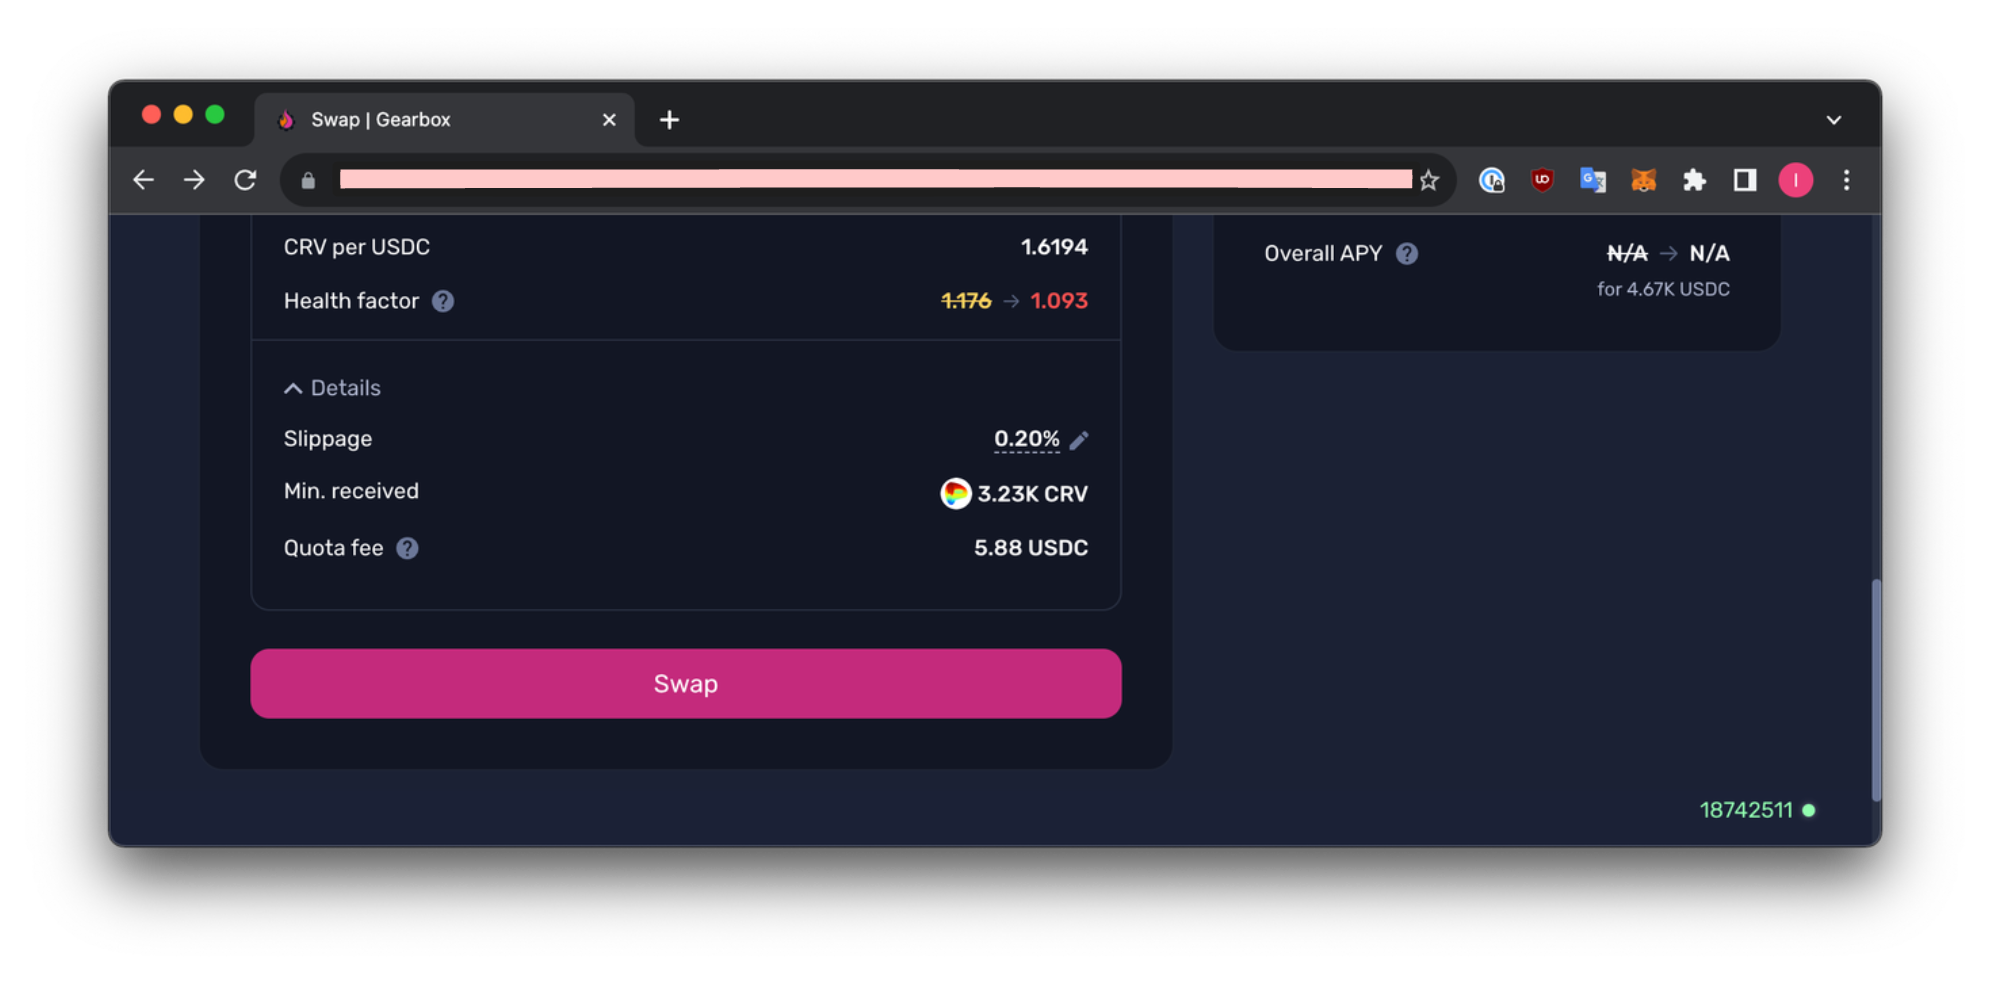 Swap | Gearbox
CRV per USDC 1.6194
Health factor ? 1.176 → 1.093
Details
Slippage 0.20%
Min. received 3.23K CRV
Quota fee ? 5.88 USDC
Swap
Overall APY ? N/A → N/A
for 4.67K USDC
18742511